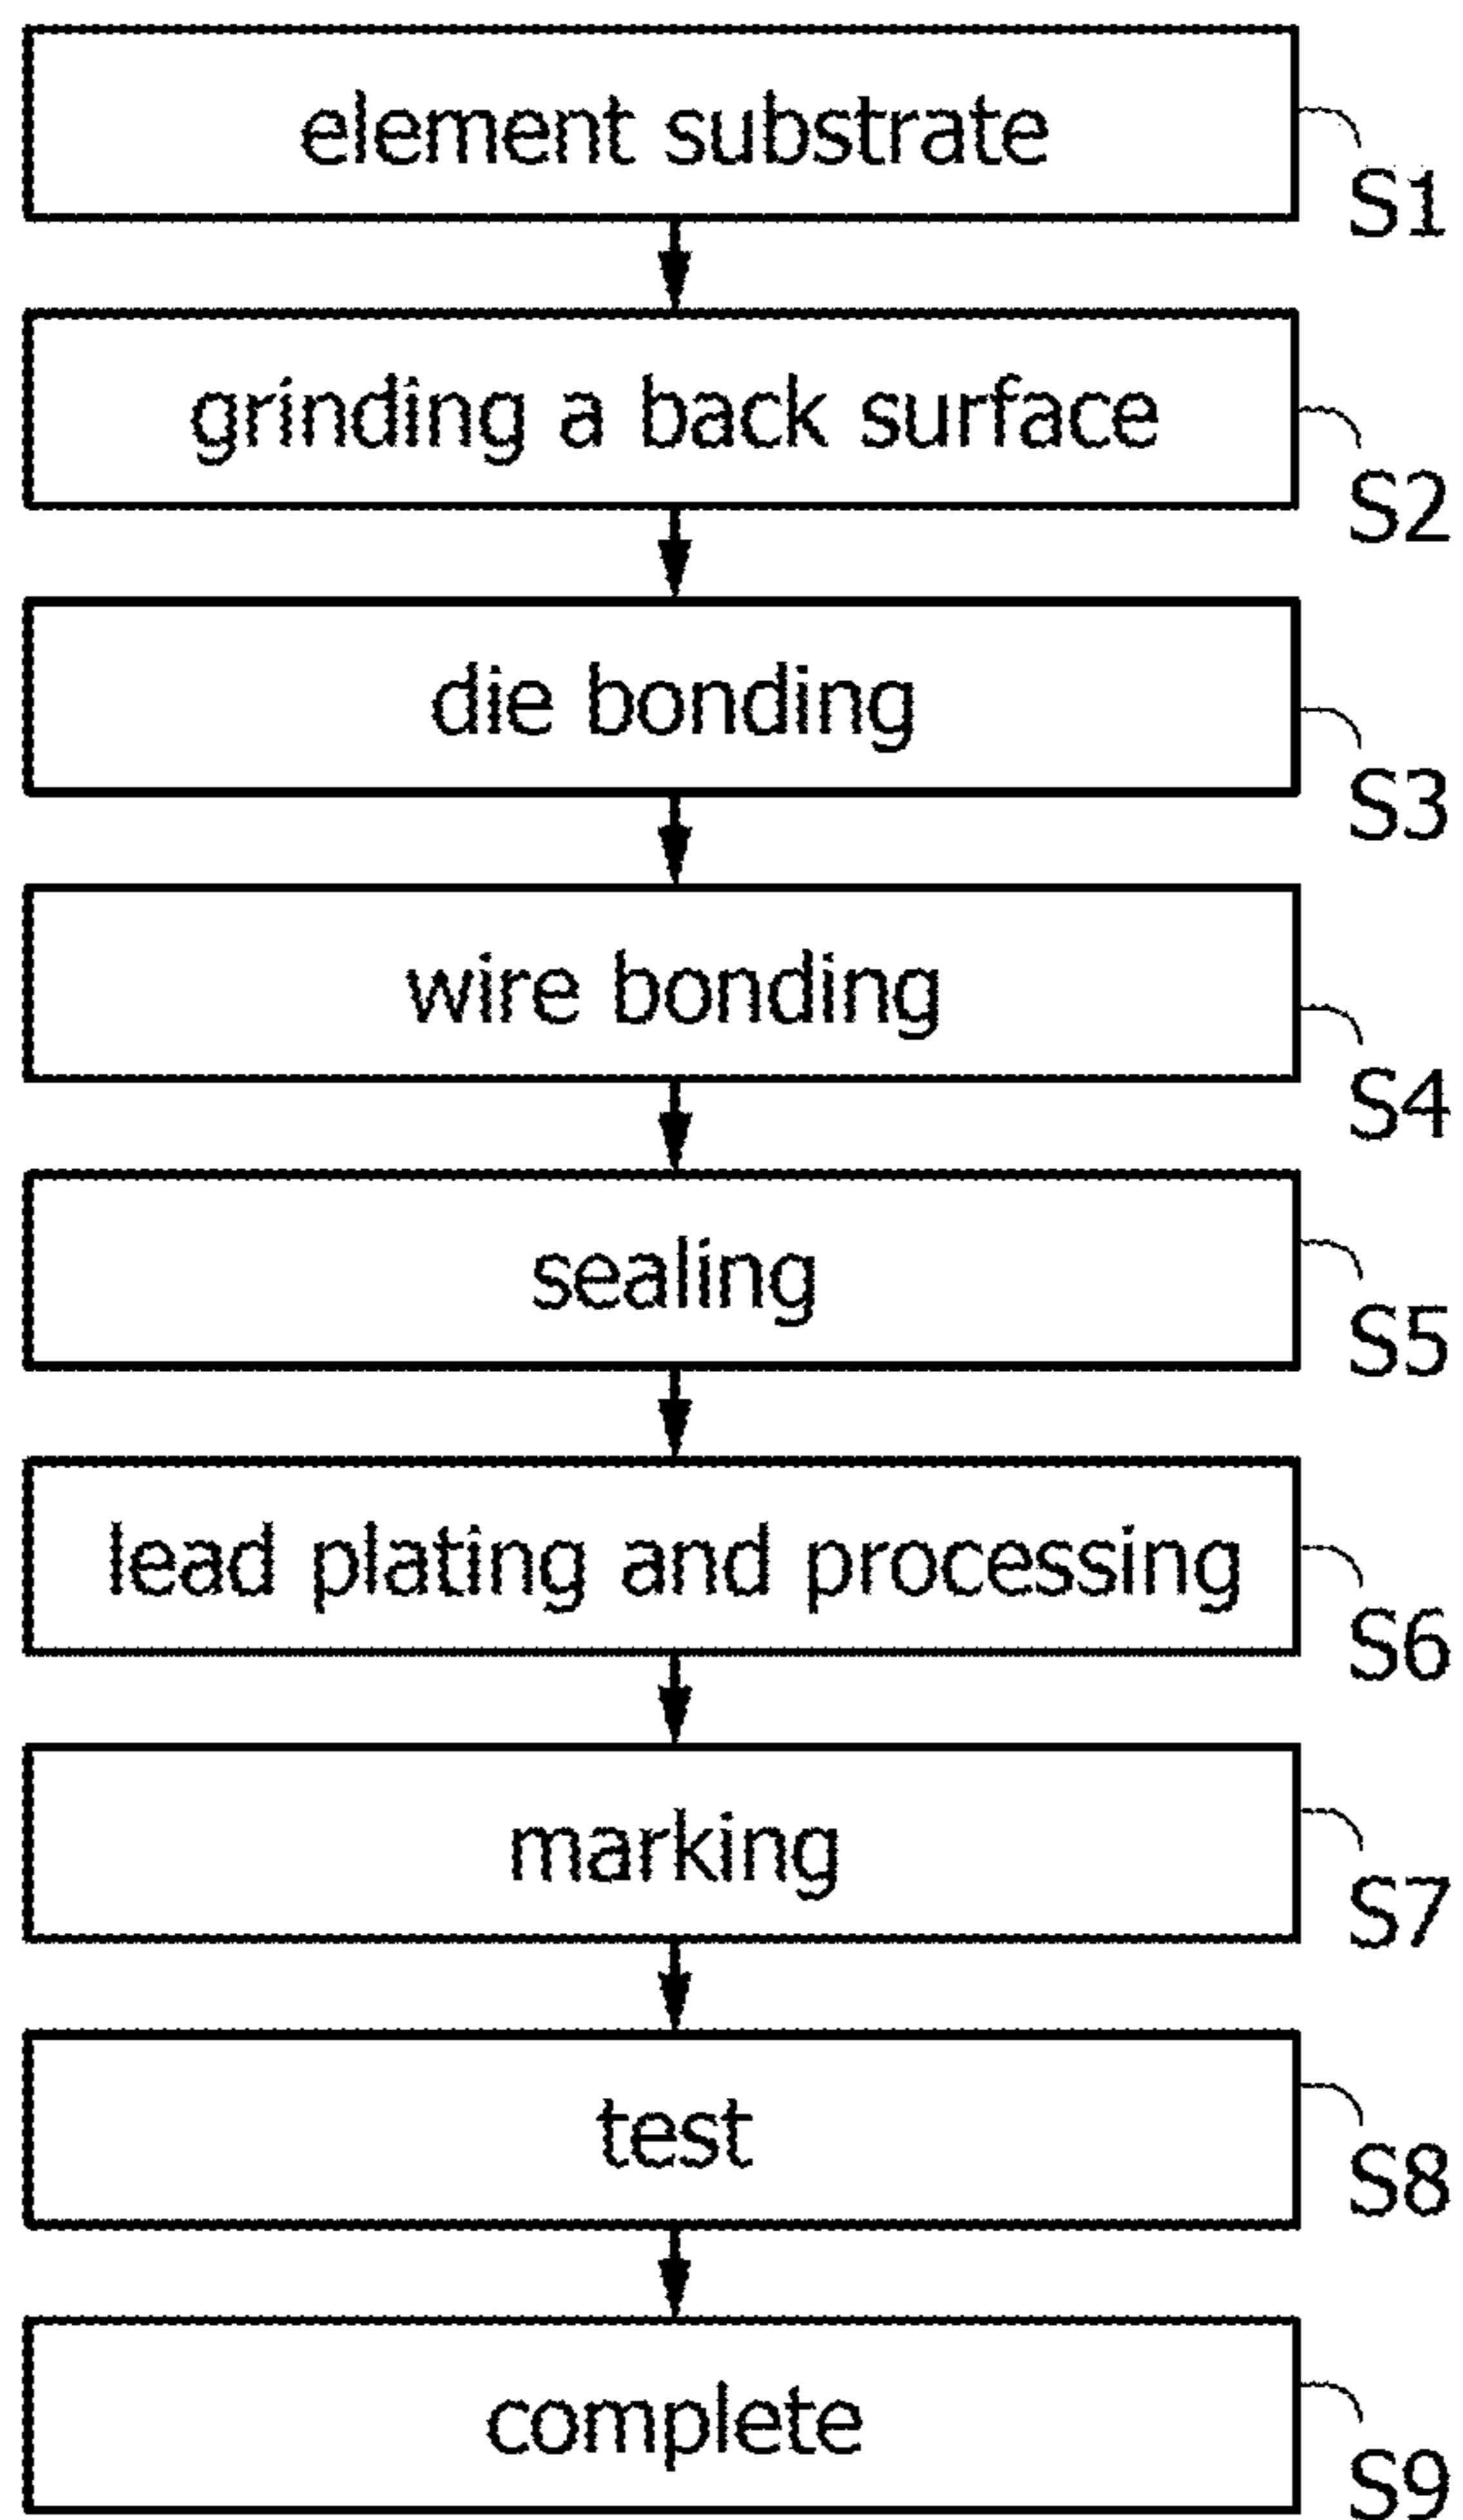 element substrate
S1
grinding a back surface
S2
die bonding
S3
wire bonding
S4
sealing
S5
lead plating and processing
S6
marking
S7
test
S8
complete
S9